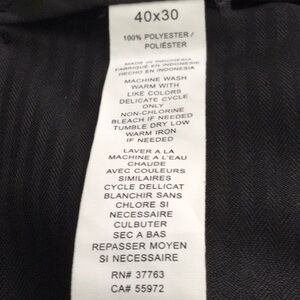 40x30
100% POLYESTER/
POLIÉSTER
MADE IN INDONESIA
FABRIQUÉ EN INDONÉSIE
HECHO EN INDONESIA
MACHINE WASH
WARM WITH
LIKE COLORS
DELICATE CYCLE
ONLY
NON-CHLORINE
BLEACH IF NEEDED
TUMBLE DRY LOW
WARM IRON
IF NEEDED
LAVER A LA
MACHINE A L'EAU
CHAUDE
AVEC COULEURS
SIMILAIRES
CYCLE DELLICAT
BLANCHIR SANS
CHLORE SI
NECESSAIRE
CULBUTER
SEC A BAS
REPASSER MOYEN
SI NECESSAIRE
RN# 37763
CA# 55972